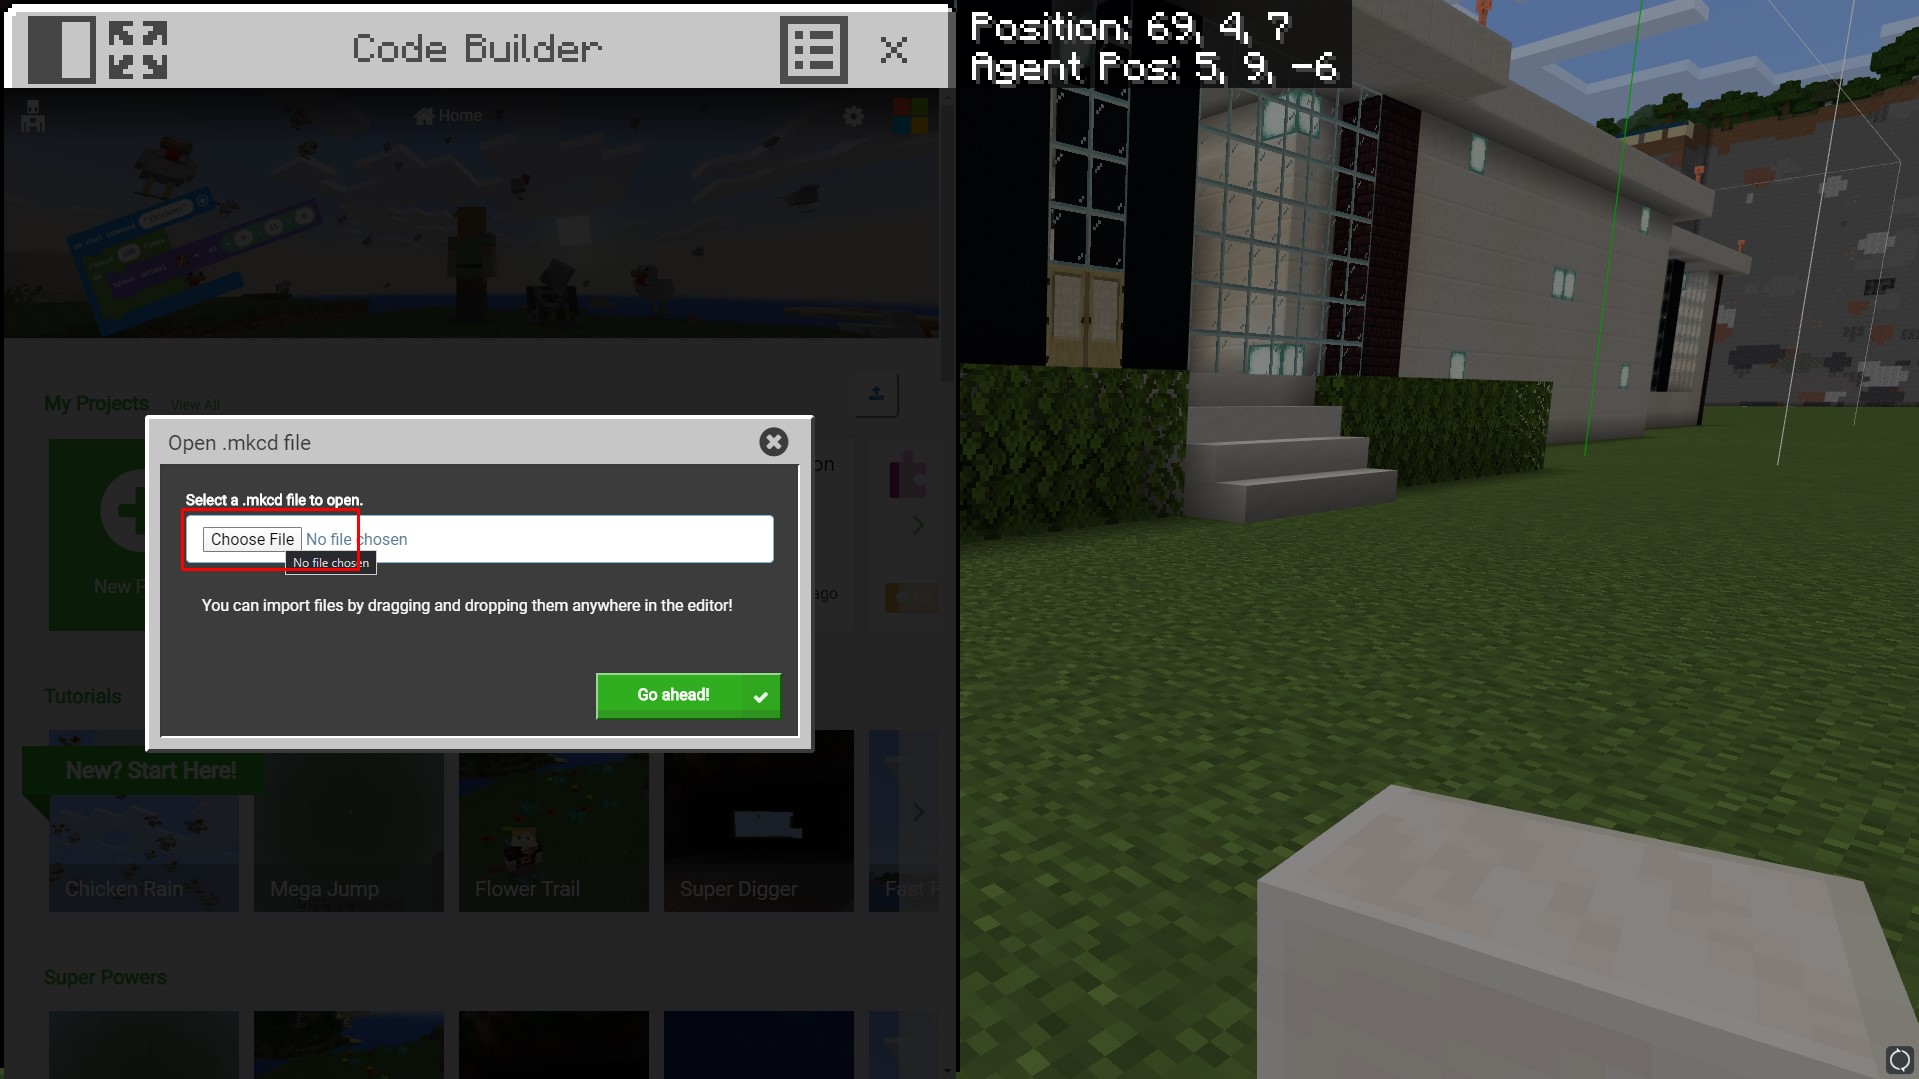 Code Builder
Position: 69, 4, 7
Agent Pos: 5, 9, -6
Home
My Projects View All
Open .mkcd file
Select a .mkcd file to open.
Choose File No file chosen
No file chosen
You can import files by dragging and dropping them anywhere in the editor!
Go ahead!
New P
on
ago
Tutorials
New? Start Here!
Chicken Rain
Mega Jump
Flower Trail
Super Digger
Fast F
Super Powers